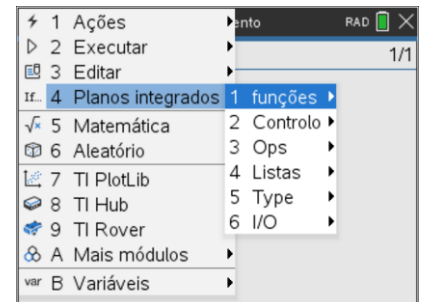 1 Ações
2 Executar
3 Editar
If... 4 Planos integrados
√x 5 Matemática
6 Aleatório
7 TI PlotLib
8 TI Hub
9 TI Rover
A Mais módulos
var B Variáveis
ento RAD
1/1
1 funções
2 Controlo
3 Ops
4 Listas
5 Type
6 I/O